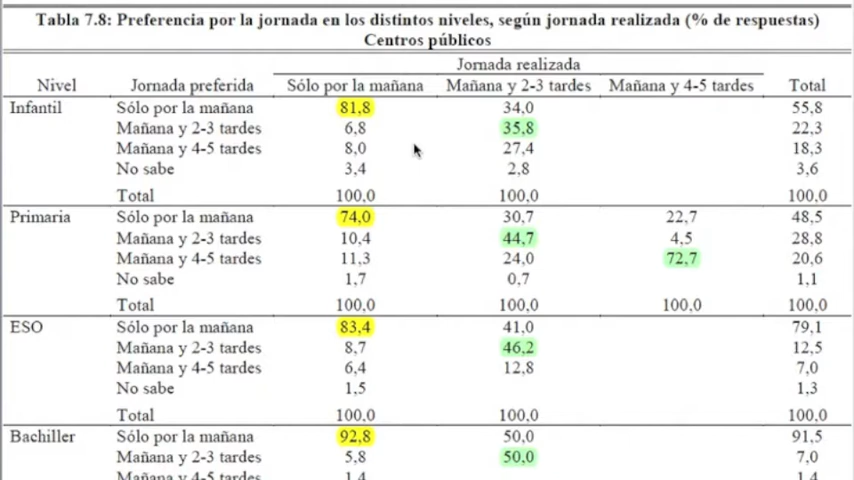 Tabla 7.8: Preferencia por la jornada en los distintos niveles, según jornada realizada (% de respuestas)
Centros públicos
Jornada realizada
Nivel Jornada preferida Sólo por la mañana Mañana y 2-3 tardes Mañana y 4-5 tardes Total
Infantil Sólo por la mañana 81,8 34,0 55,8
Mañana y 2-3 tardes 6,8 35,8 22,3
Mañana y 4-5 tardes 8,0 27,4 18,3
No sabe 3,4 2,8 3,6
Total 100,0 100,0 100,0
Primaria Sólo por la mañana 74,0 30,7 22,7 48,5
Mañana y 2-3 tardes 10,4 44,7 4,5 28,8
Mañana y 4-5 tardes 11,3 24,0 72,7 20,6
No sabe 1,7 0,7 1,1
Total 100,0 100,0 100,0 100,0
ESO Sólo por la mañana 83,4 41,0 79,1
Mañana y 2-3 tardes 8,7 46,2 12,5
Mañana y 4-5 tardes 6,4 12,8 7,0
No sabe 1,5 1,3
Total 100,0 100,0 100,0
Bachiller Sólo por la mañana 92,8 50,0 91,5
Mañana y 2-3 tardes 5,8 50,0 7,0
Mañana y 4-5 tardes 1,4 1,4